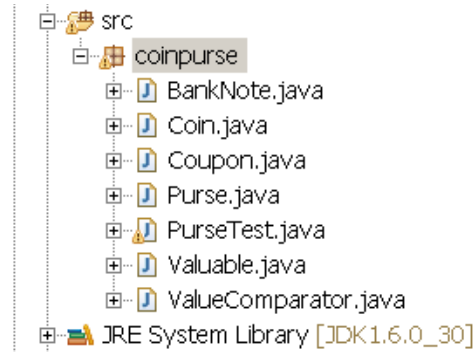 src
coinpurse
BankNote.java
Coin.java
Coupon.java
Purse.java
PurseTest.java
Valuable.java
ValueComparator.java
JRE System Library [JDK1.6.0_30]